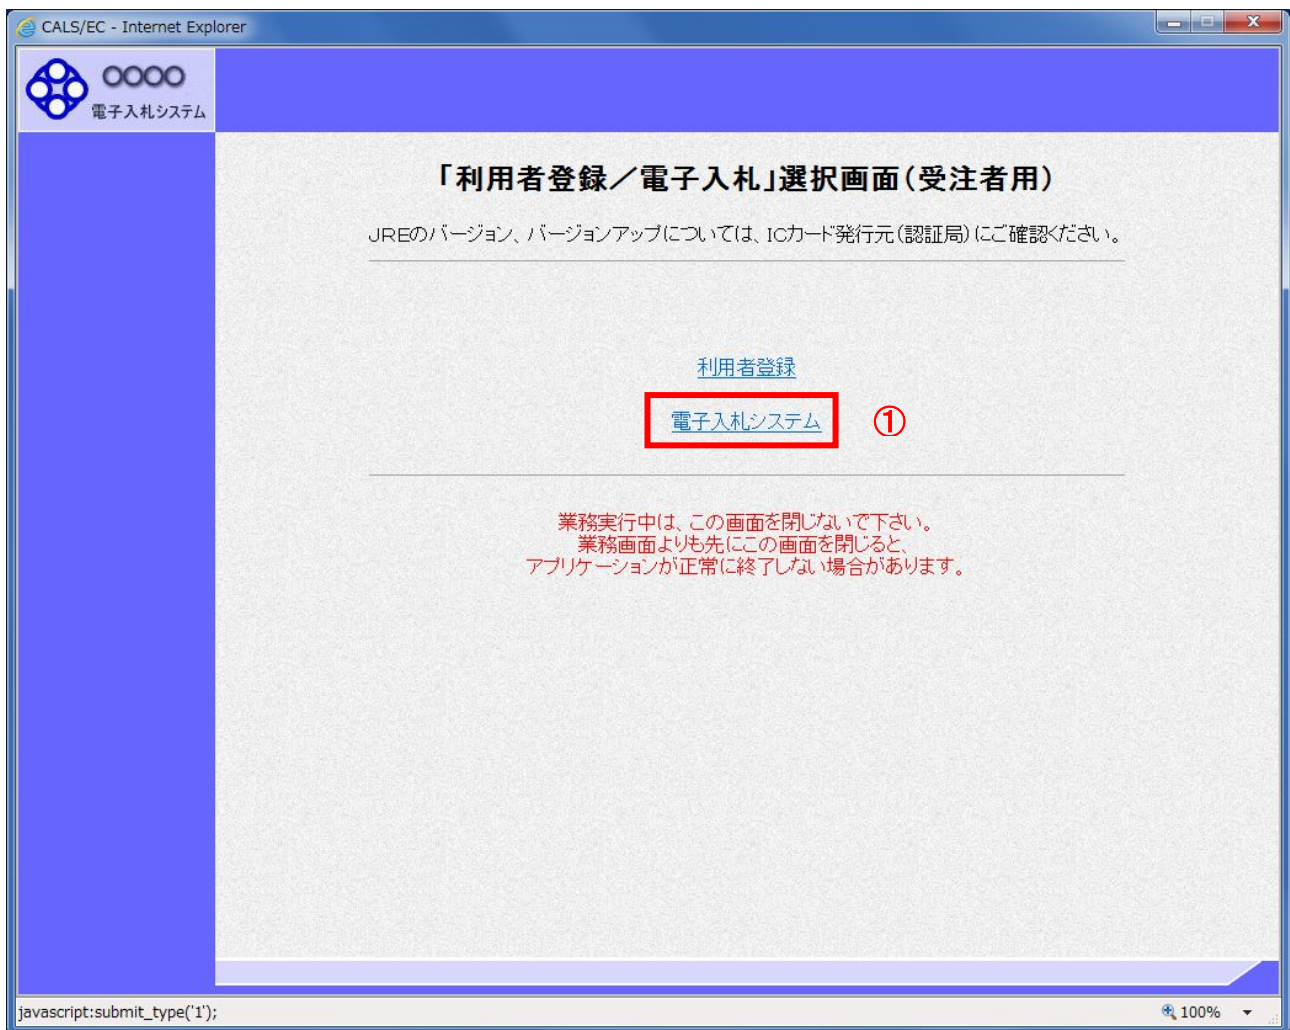 CALS/EC - Internet Explorer
〇〇〇〇
電子入札システム
「利用者登録／電子入札」選択画面（受注者用）
JREのバージョン、バージョンアップについては、ICカード発行元（認証局）にご確認ください。
利用者登録
電子入札システム ①
業務実行中は、この画面を閉じないで下さい。
業務画面よりも先にこの画面を閉じると、
アプリケーションが正常に終了しない場合があります。
javascript:submit_type('1'); 100%